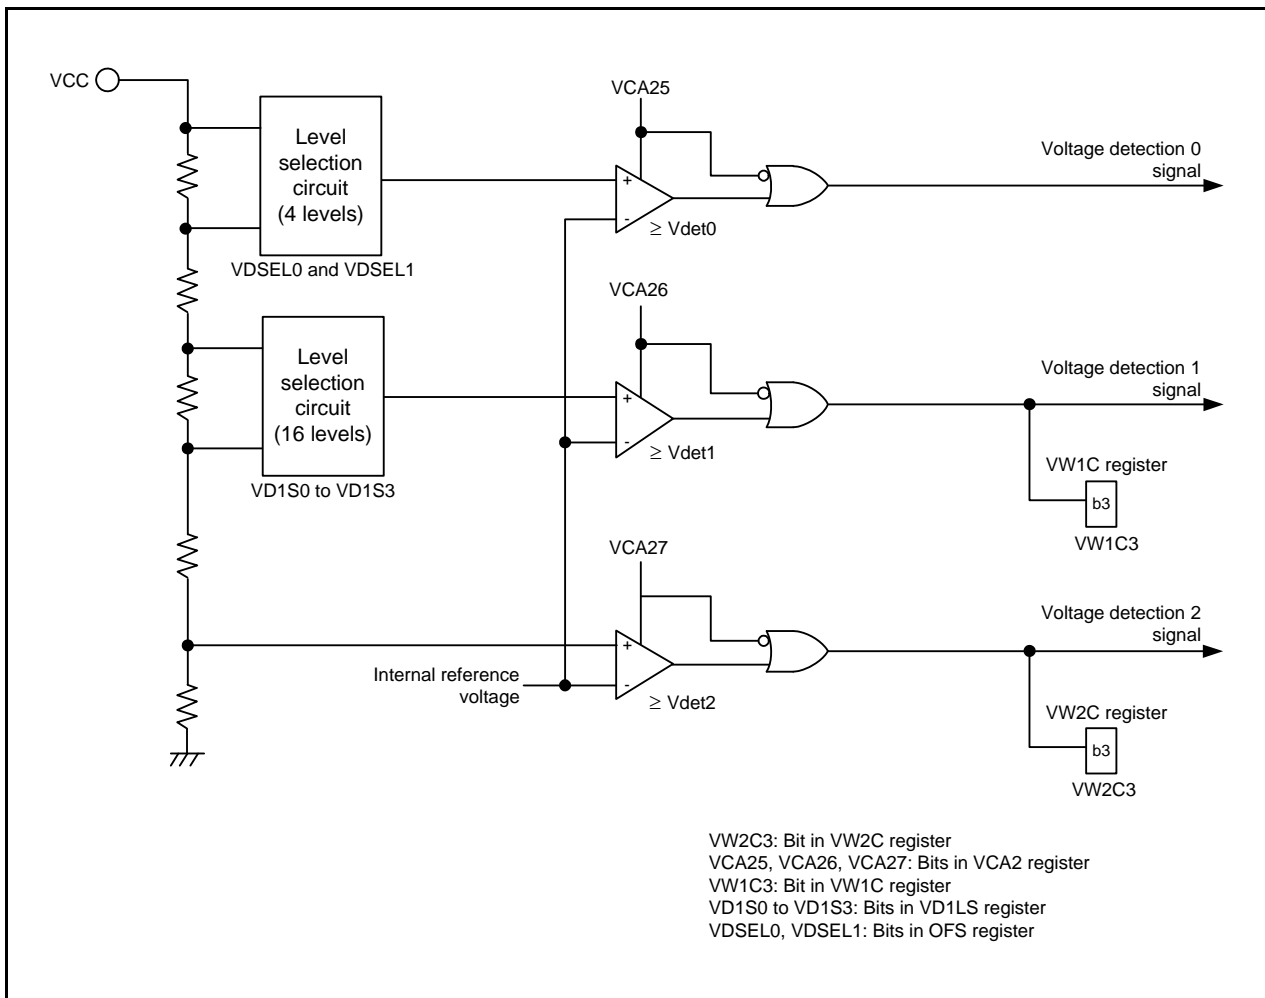 VCC
Level
selection
circuit
(4 levels)
VDSEL0 and VDSEL1
VCA25
+
-
≥ Vdet0
Voltage detection 0
signal
Level
selection
circuit
(16 levels)
VD1S0 to VD1S3
VCA26
+
-
≥ Vdet1
Voltage detection 1
signal
VW1C register
b3
VW1C3
VCA27
+
-
≥ Vdet2
Internal reference
voltage
Voltage detection 2
signal
VW2C register
b3
VW2C3
VW2C3: Bit in VW2C register
VCA25, VCA26, VCA27: Bits in VCA2 register
VW1C3: Bit in VW1C register
VD1S0 to VD1S3: Bits in VD1LS register
VDSEL0, VDSEL1: Bits in OFS register